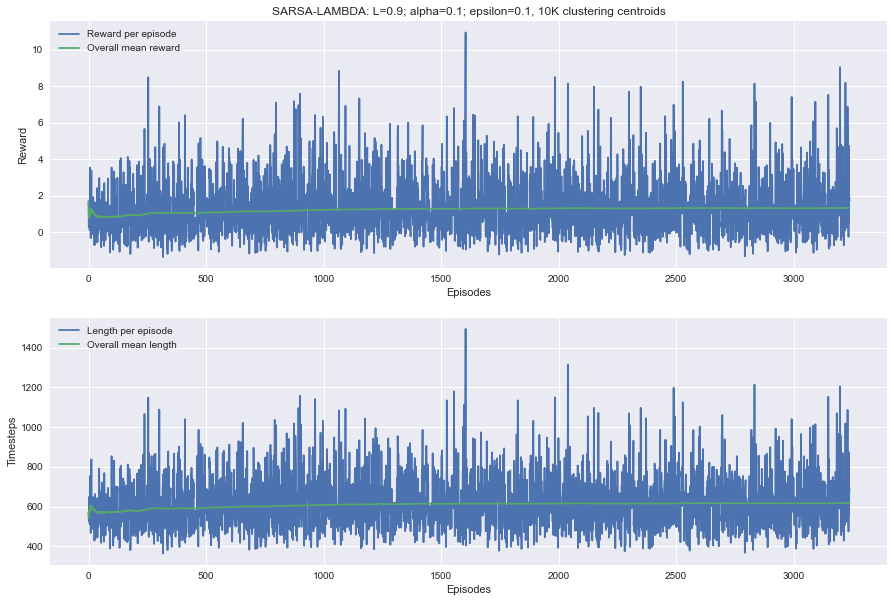 SARSA-LAMBDA: L=0.9; alpha=0.1; epsilon=0.1, 10K clustering centroids
Reward per episode
Overall mean reward
10
8
6
4
2
0
Reward
0 500 1000 1500 2000 2500 3000
Episodes
Length per episode
Overall mean length
1400
1200
1000
800
600
400
Timesteps
0 500 1000 1500 2000 2500 3000
Episodes